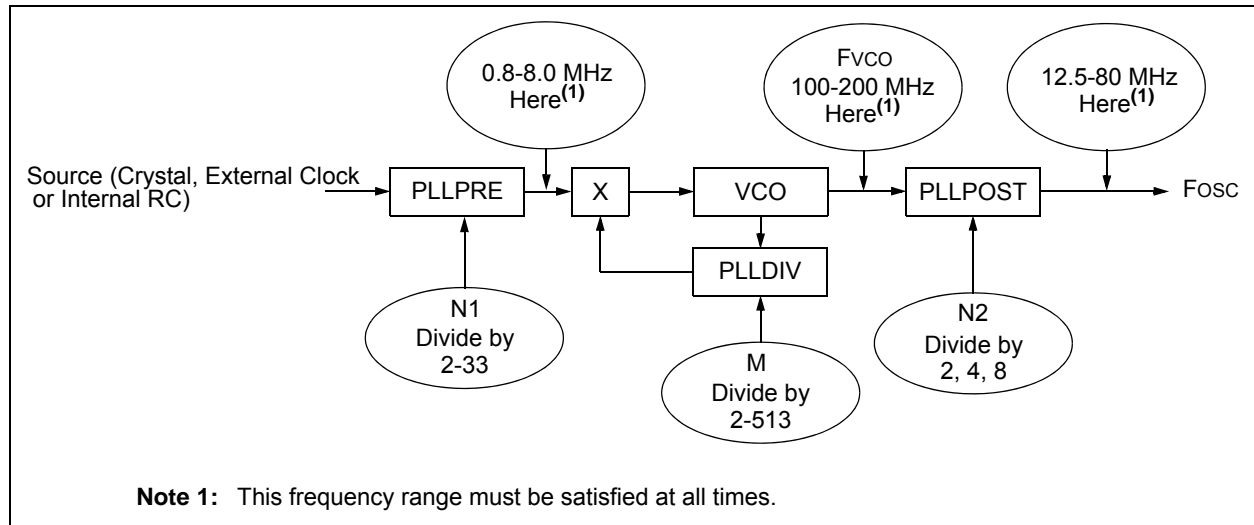 0.8-8.0 MHz
Here(1)
FVCO
100-200 MHz
Here(1)
12.5-80 MHz
Here(1)
Source (Crystal, External Clock
or Internal RC)
PLLPRE
X
VCO
PLLPOST
FOSC
PLLDIV
N1
Divide by
2-33
M
Divide by
2-513
N2
Divide by
2, 4, 8
Note 1: This frequency range must be satisfied at all times.